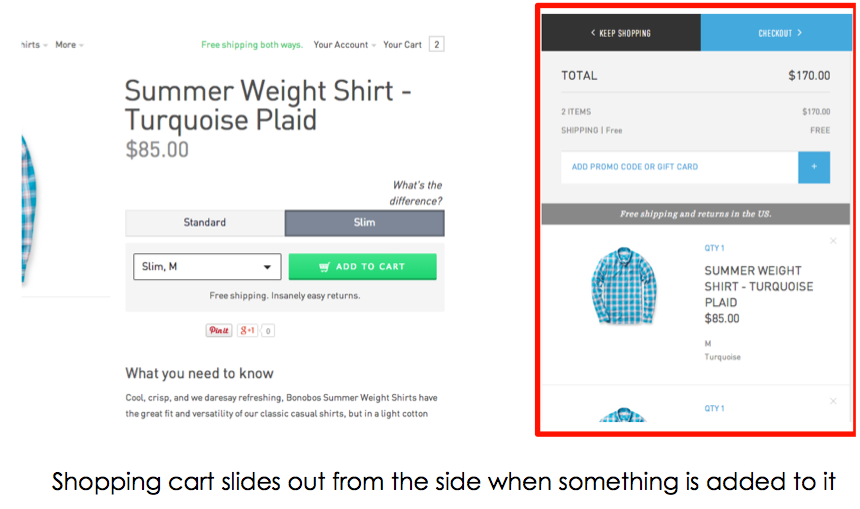 hirts More
Free shipping both ways. Your Account Your Cart 2
Summer Weight Shirt -
Turquoise Plaid
$85.00
What's the
difference?
Standard Slim
Slim, M ADD TO CART
Free shipping. Insanely easy returns.
Pin it g+1 0
What you need to know
Cool, crisp, and we daresay refreshing, Bonobos Summer Weight Shirts have
the great fit and versatility of our classic casual shirts, but in a light cotton
< KEEP SHOPPING CHECKOUT >
TOTAL $170.00
2 ITEMS $170.00
SHIPPING | Free FREE
ADD PROMO CODE OR GIFT CARD +
Free shipping and returns in the US.
QTY 1 ×
SUMMER WEIGHT
SHIRT - TURQUOISE
PLAID
$85.00
M
Turquoise
QTY 1 ×
Shopping cart slides out from the side when something is added to it